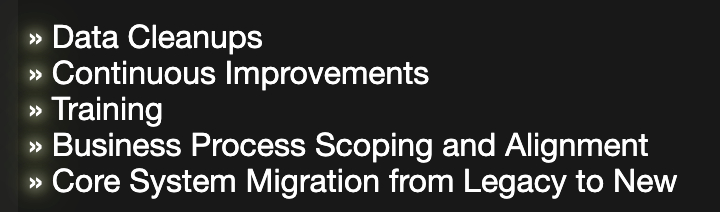 » Data Cleanups
» Continuous Improvements
» Training
» Business Process Scoping and Alignment
» Core System Migration from Legacy to New